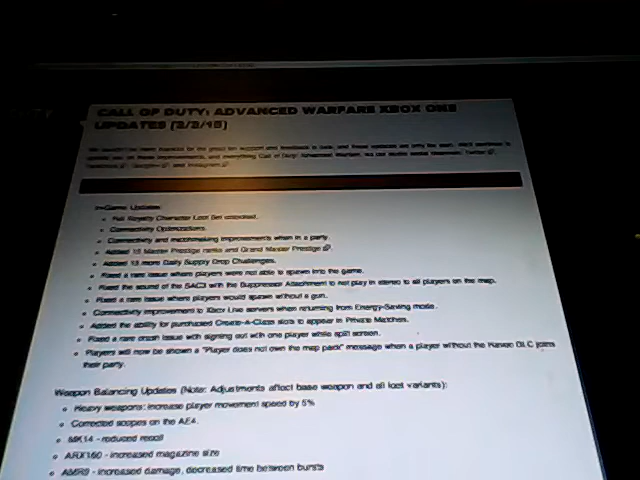 CALL OF DUTY: ADVANCED WARFARE XBOX ONE
UPDATES (3/3/15)
In-Game Updates
Full Royalty Character Loot Set unlocked.
Connectivity Optimizations.
Connectivity and matchmaking improvements when in a party.
Added 15 Master Prestige ranks and Grand Master Prestige.
Added 13 more Daily Supply Drop Challenges.
Fixed a rare issue where players were not able to spawn into the game.
Fixed the sound of the SAC3 with the Suppressor Attachment to not play in stereo to all players on the map.
Fixed a rare issue where players would spawn without a gun.
Connectivity improvement to Xbox Live servers when returning from Energy-Saving mode.
Added the ability for purchased Create-A-Class slots to appear in Private Matches.
Fixed a rare crash issue with signing out with one player while split screen.
Players will now be shown a "Player does not own the map pack" message when a player without the Havoc DLC joins
their party.
Weapon Balancing Updates (Note: Adjustments affect base weapon and all loot variants):
Heavy weapons: increase player movement speed by 5%
Corrected scopes on the AE4.
MK14 - reduced recoil
ARX160 - increased magazine size
AMR9 - increased damage, decreased time between bursts